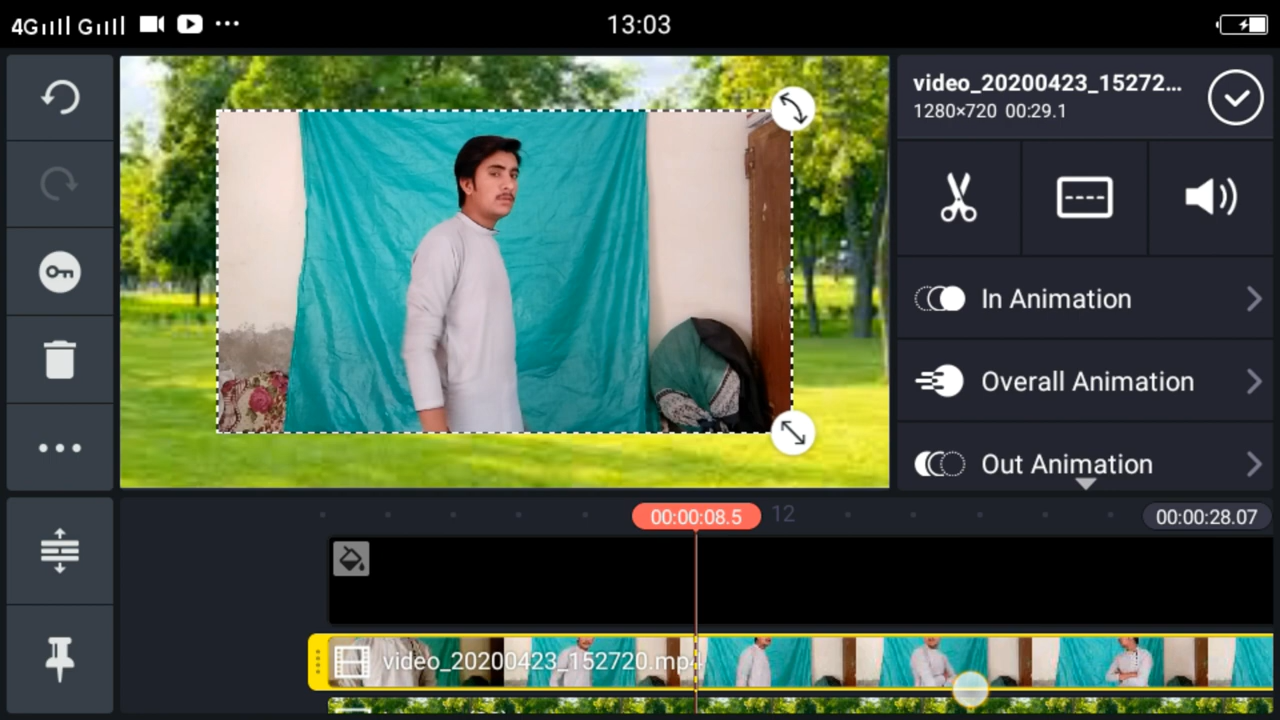 4G G 13:03
video_20200423_15272...
1280×720 00:29.1
In Animation
Overall Animation
Out Animation
00:00:08.5 12 00:00:28.07
video_20200423_152720.mp4